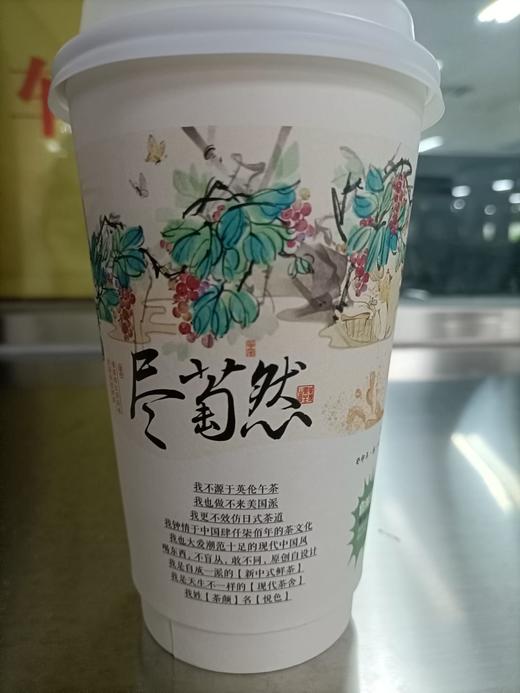 尽萄然
我不源于英伦午茶
我也做不来美国派
我更不效仿日式茶道
我钟情于中国肆仟柒佰年的茶文化
我也大爱潮范十足的现代中国风
喝东西，不盲从，敢不同，原创自设计
我是自成一派的【新中式鲜茶】
我是天生不一样的【现代茶舍】
我姓【茶颜】名【悦色】